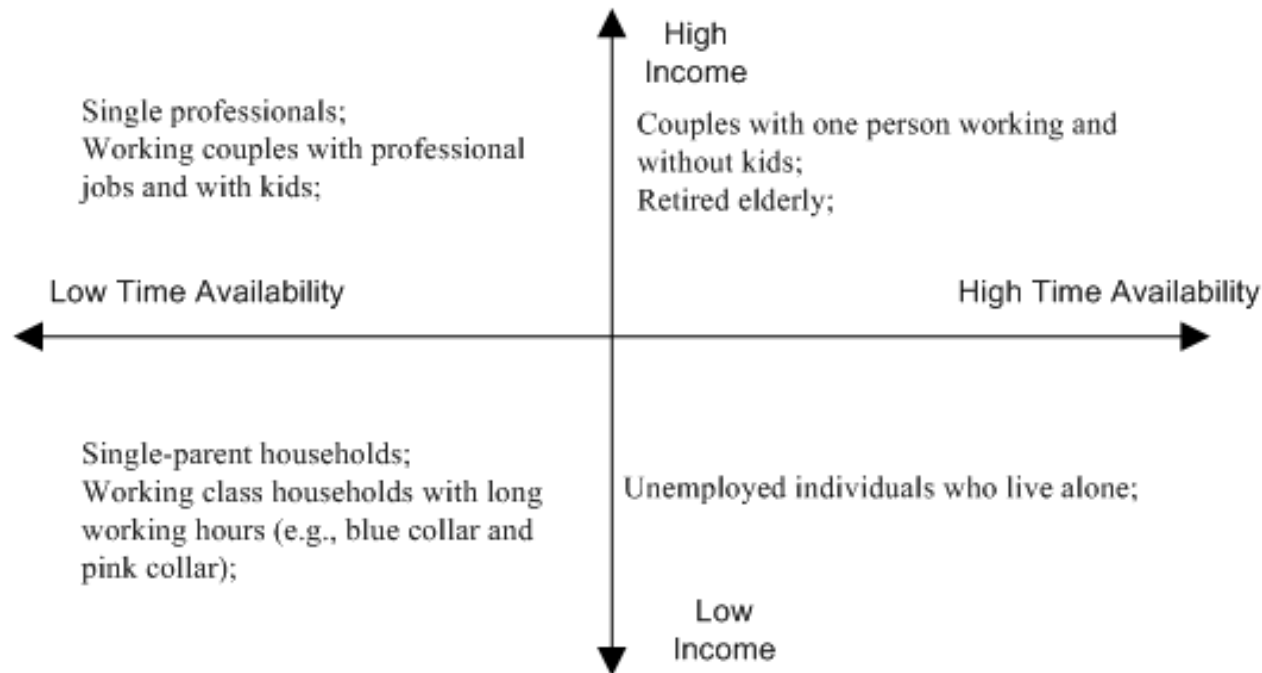 High
Income
Single professionals;
Working couples with professional
jobs and with kids;
Couples with one person working and
without kids;
Retired elderly;
Low Time Availability
High Time Availability
Single-parent households;
Working class households with long
working hours (e.g., blue collar and
pink collar);
Unemployed individuals who live alone;
Low
Income